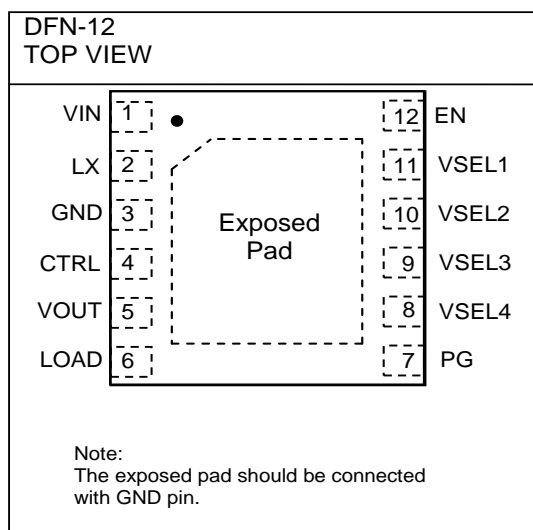 DFN-12
TOP VIEW
VIN 1 12 EN
LX 2 11 VSEL1
GND 3 10 VSEL2
CTRL 4 9 VSEL3
VOUT 5 8 VSEL4
LOAD 6 7 PG
Exposed
Pad
Note:
The exposed pad should be connected
with GND pin.